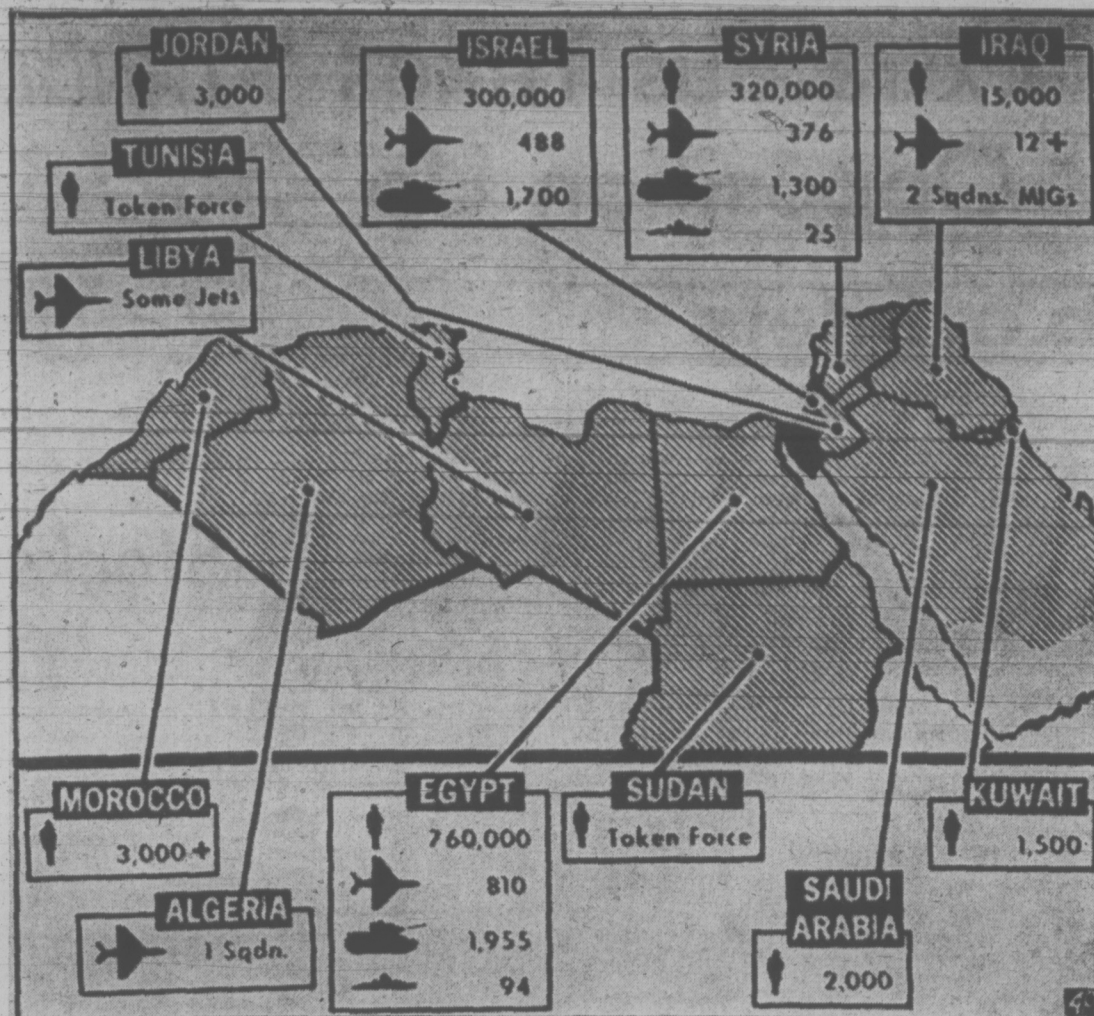 JORDAN
3,000
ISRAEL
300,000
488
1,700
SYRIA
320,000
376
1,300
25
IRAQ
15,000
12+
2 Sqdns. MIGs
TUNISIA
Token Force
LIBYA
Some Jets
MOROCCO
3,000+
ALGERIA
1 Sqdn.
EGYPT
760,000
810
1,955
94
SUDAN
Token Force
SAUDI
ARABIA
2,000
KUWAIT
1,500